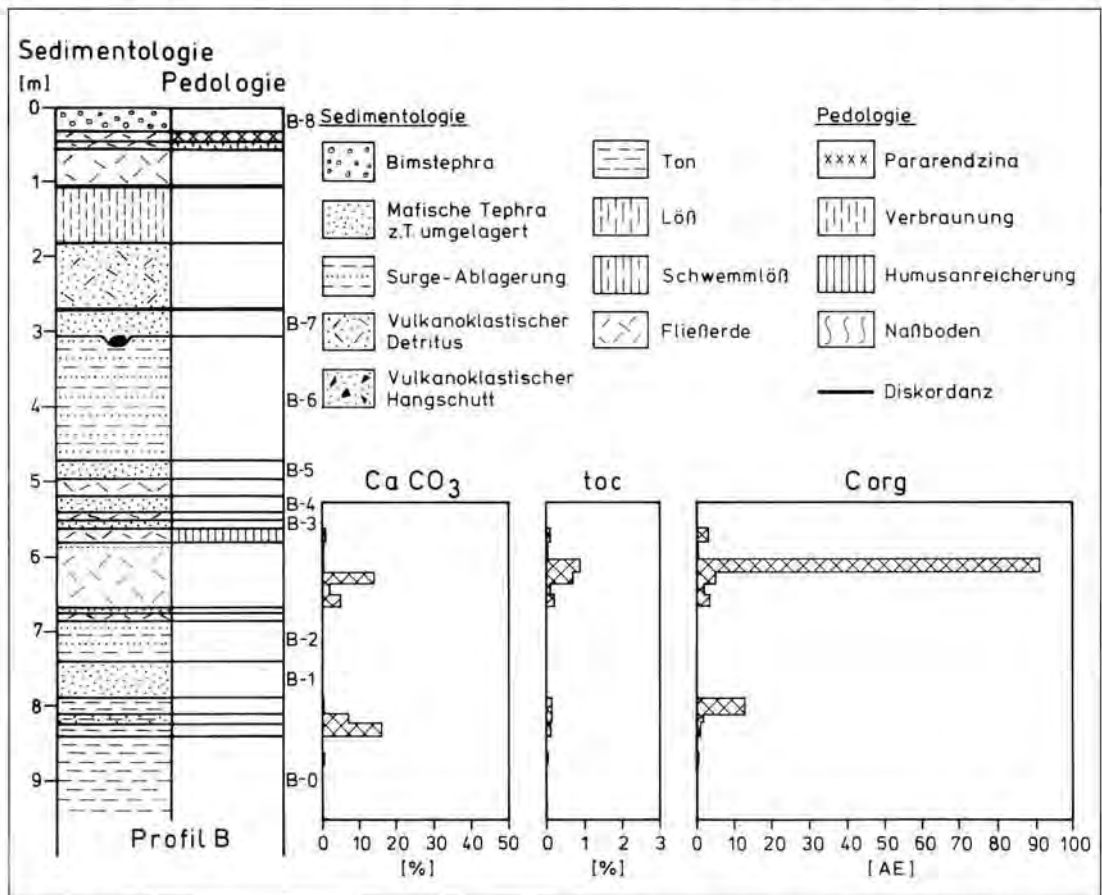 Sedimentologie
[m]
Pedologie
0
1
2
3
4
5
6
7
8
9
B-8
B-7
B-6
B-5
B-4
B-3
B-2
B-1
B-0
Profil B
Sedimentologie
Bimstephra
Mafische Tephra
z.T. umgelagert
Surge-Ablagerung
Vulkanoklastischer
Detritus
Vulkanoklastischer
Hangschutt
Ton
Löß
Schwemmlöß
Fließerde
Pedologie
Pararendzina
Verbraunung
Humusanreicherung
Naßboden
Diskordanz
CaCO3
0 10 20 30 40 50
[%]
toc
0 1 2 3
[%]
Corg
0 10 20 30 40 50 60 70 80 90 100
[AE]